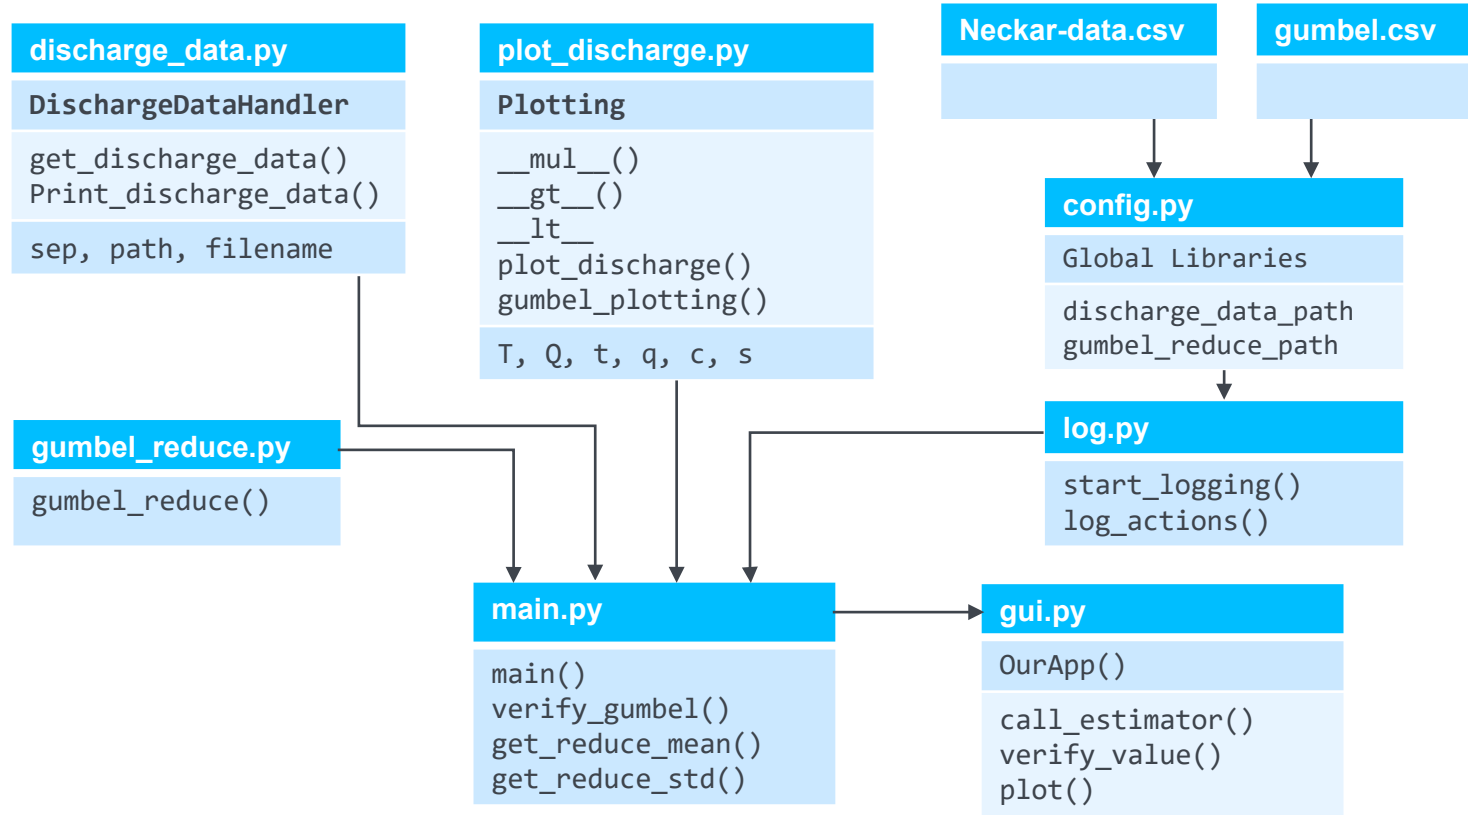 discharge_data.py
DischargeDataHandler
get_discharge_data()
Print_discharge_data()
sep, path, filename
plot_discharge.py
Plotting
__mul__()
__gt__()
__lt__
plot_discharge()
gumbel_plotting()
T, Q, t, q, c, s
Neckar-data.csv
gumbel.csv
config.py
Global Libraries
discharge_data_path
gumbel_reduce_path
gumbel_reduce.py
gumbel_reduce()
log.py
start_logging()
log_actions()
main.py
main()
verify_gumbel()
get_reduce_mean()
get_reduce_std()
gui.py
OurApp()
call_estimator()
verify_value()
plot()